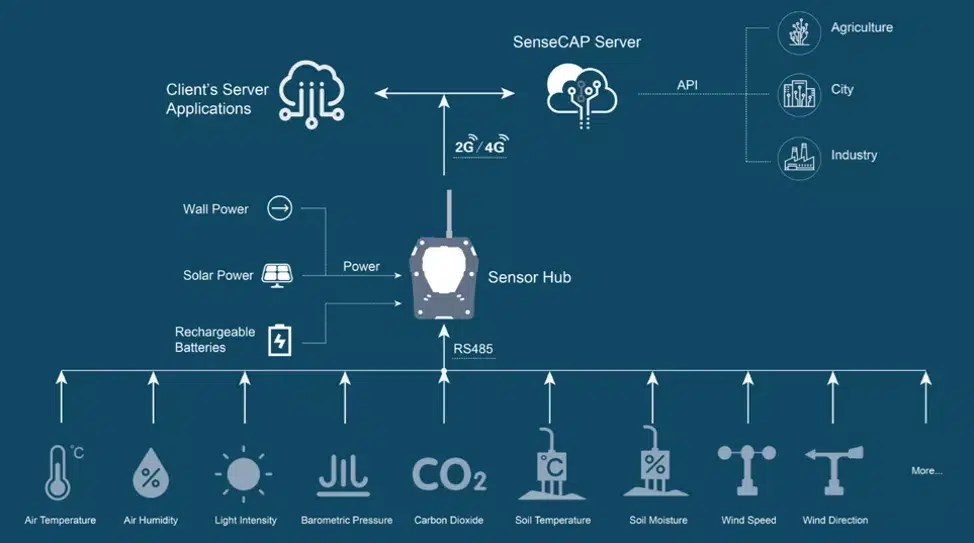 SenseCAP Server
Agriculture
Client's Server
Applications
API
City
2G/4G
Industry
Wall Power
Solar Power
Power
Sensor Hub
Rechargeable
Batteries
RS485
°C
%
CO2
°C
%
More...
Air Temperature
Air Humidity
Light Intensity
Barometric Pressure
Carbon Dioxide
Soil Temperature
Soil Moisture
Wind Speed
Wind Direction